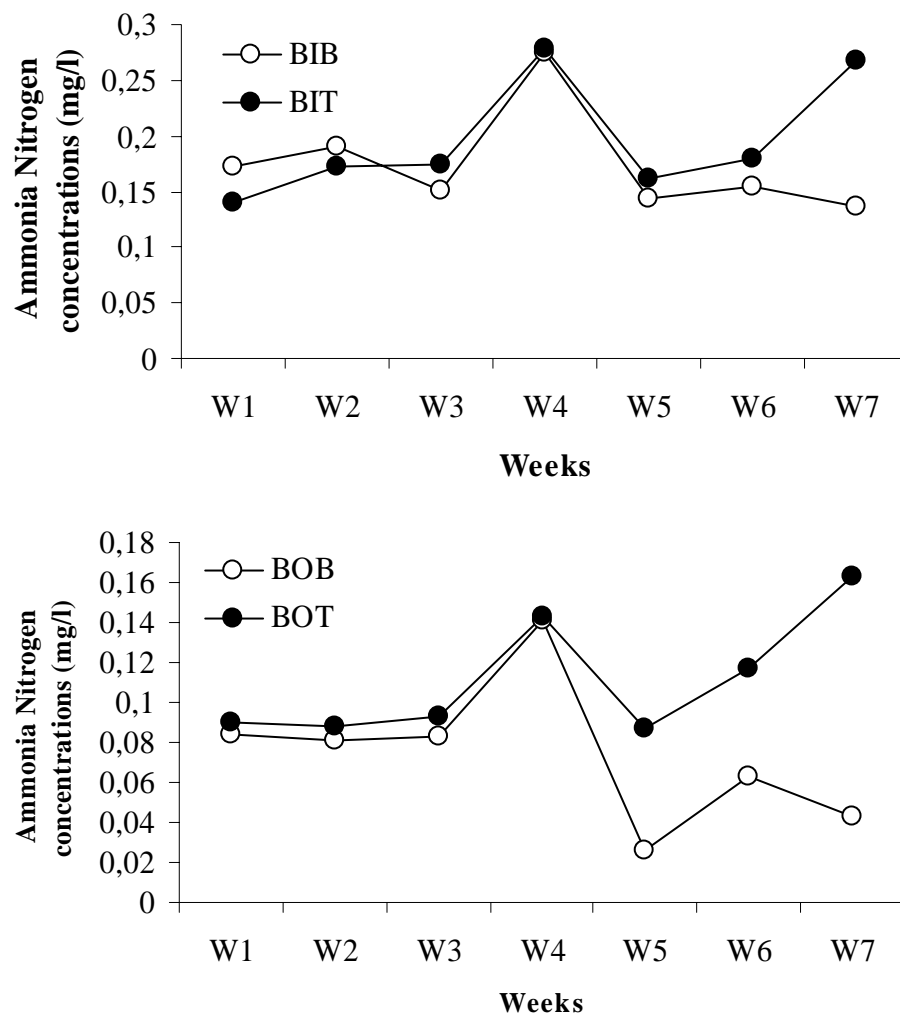 Ammonia Nitrogen
concentrations (mg/l)
0,3
0,25
0,2
0,15
0,1
0,05
0
BIB
BIT
W1 W2 W3 W4 W5 W6 W7
Weeks
Ammonia Nitrogen
concentrations (mg/l)
0,18
0,16
0,14
0,12
0,1
0,08
0,06
0,04
0,02
0
BOB
BOT
W1 W2 W3 W4 W5 W6 W7
Weeks